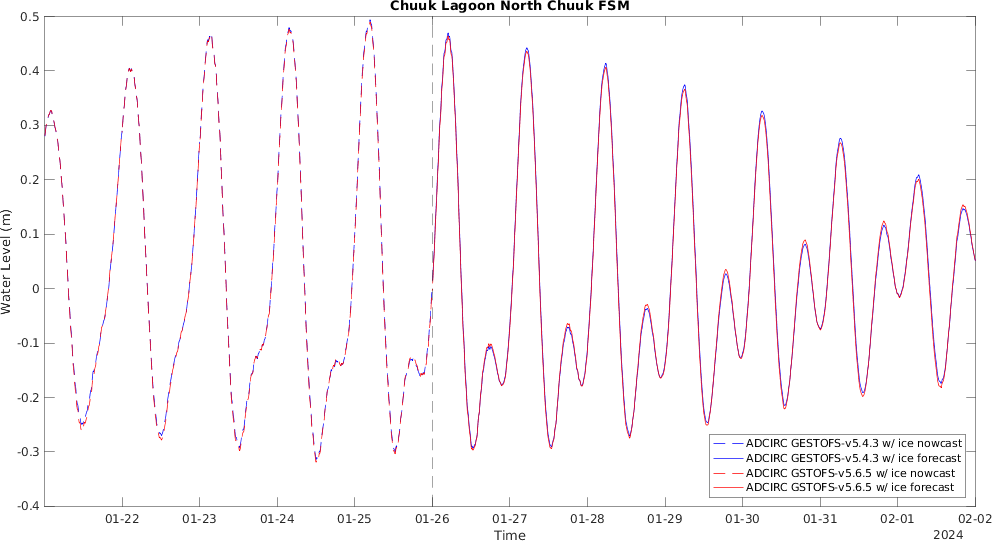 Chuuk Lagoon North Chuuk FSM
Water Level (m)
0.5
0.4
0.3
0.2
0.1
0
-0.1
-0.2
-0.3
-0.4
01-22 01-23 01-24 01-25 01-26 01-27 01-28 01-29 01-30 01-31 02-01 02-02
Time
2024
ADCIRC GESTOFS-v5.4.3 w/ ice nowcast
ADCIRC GSTOFS-v5.4.3 w/ ice forecast
ADCIRC GSTOFS-v5.6.5 w/ ice nowcast
ADCIRC GSTOFS-v5.6.5 w/ ice forecast